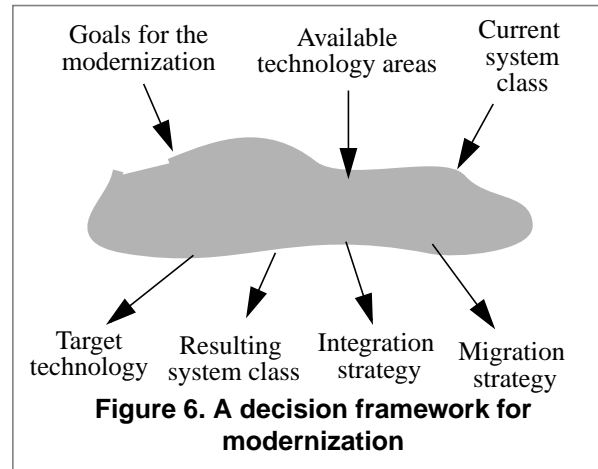 Goals for the
modernization
Available
technology areas
Current
system
class
Target
technology
Resulting
system class
Integration
strategy
Migration
strategy
Figure 6. A decision framework for
modernization